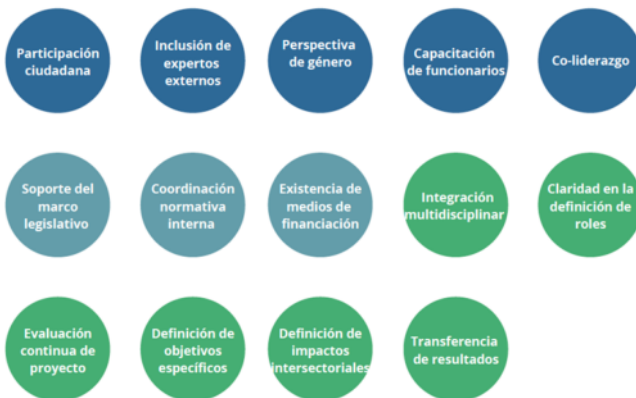 Participación
ciudadana
Inclusión de
expertos
externos
Perspectiva
de género
Capacitación
de funcionarios
Co-liderazgo
Soporte del
marco
legislativo
Coordinación
normativa
interna
Existencia de
medios de
financiación
Integración
multidisciplinar
Claridad en la
definición de
roles
Evaluación
continua de
proyecto
Definición de
objetivos
específicos
Definición de
impactos
intersectoriales
Transferencia
de resultados